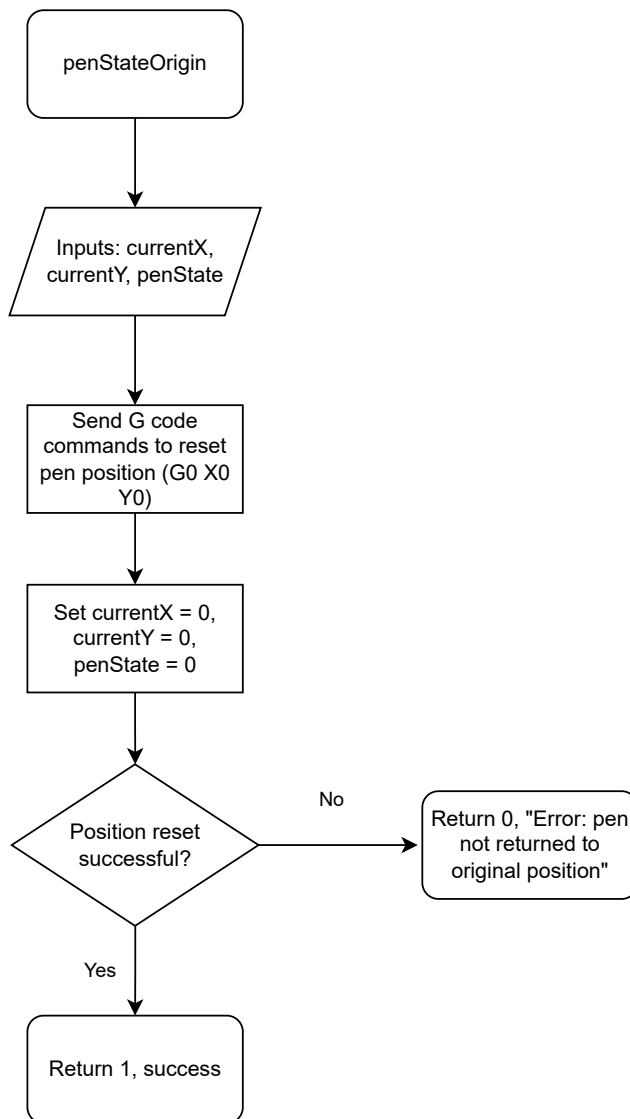 penStateOrigin
Inputs: currentX,
currentY, penState
Send G code
commands to reset
pen position (G0 X0
Y0)
Set currentX = 0,
currentY = 0,
penState = 0
Position reset
successful?
No
Return 0, "Error: pen
not returned to
original position"
Yes
Return 1, success